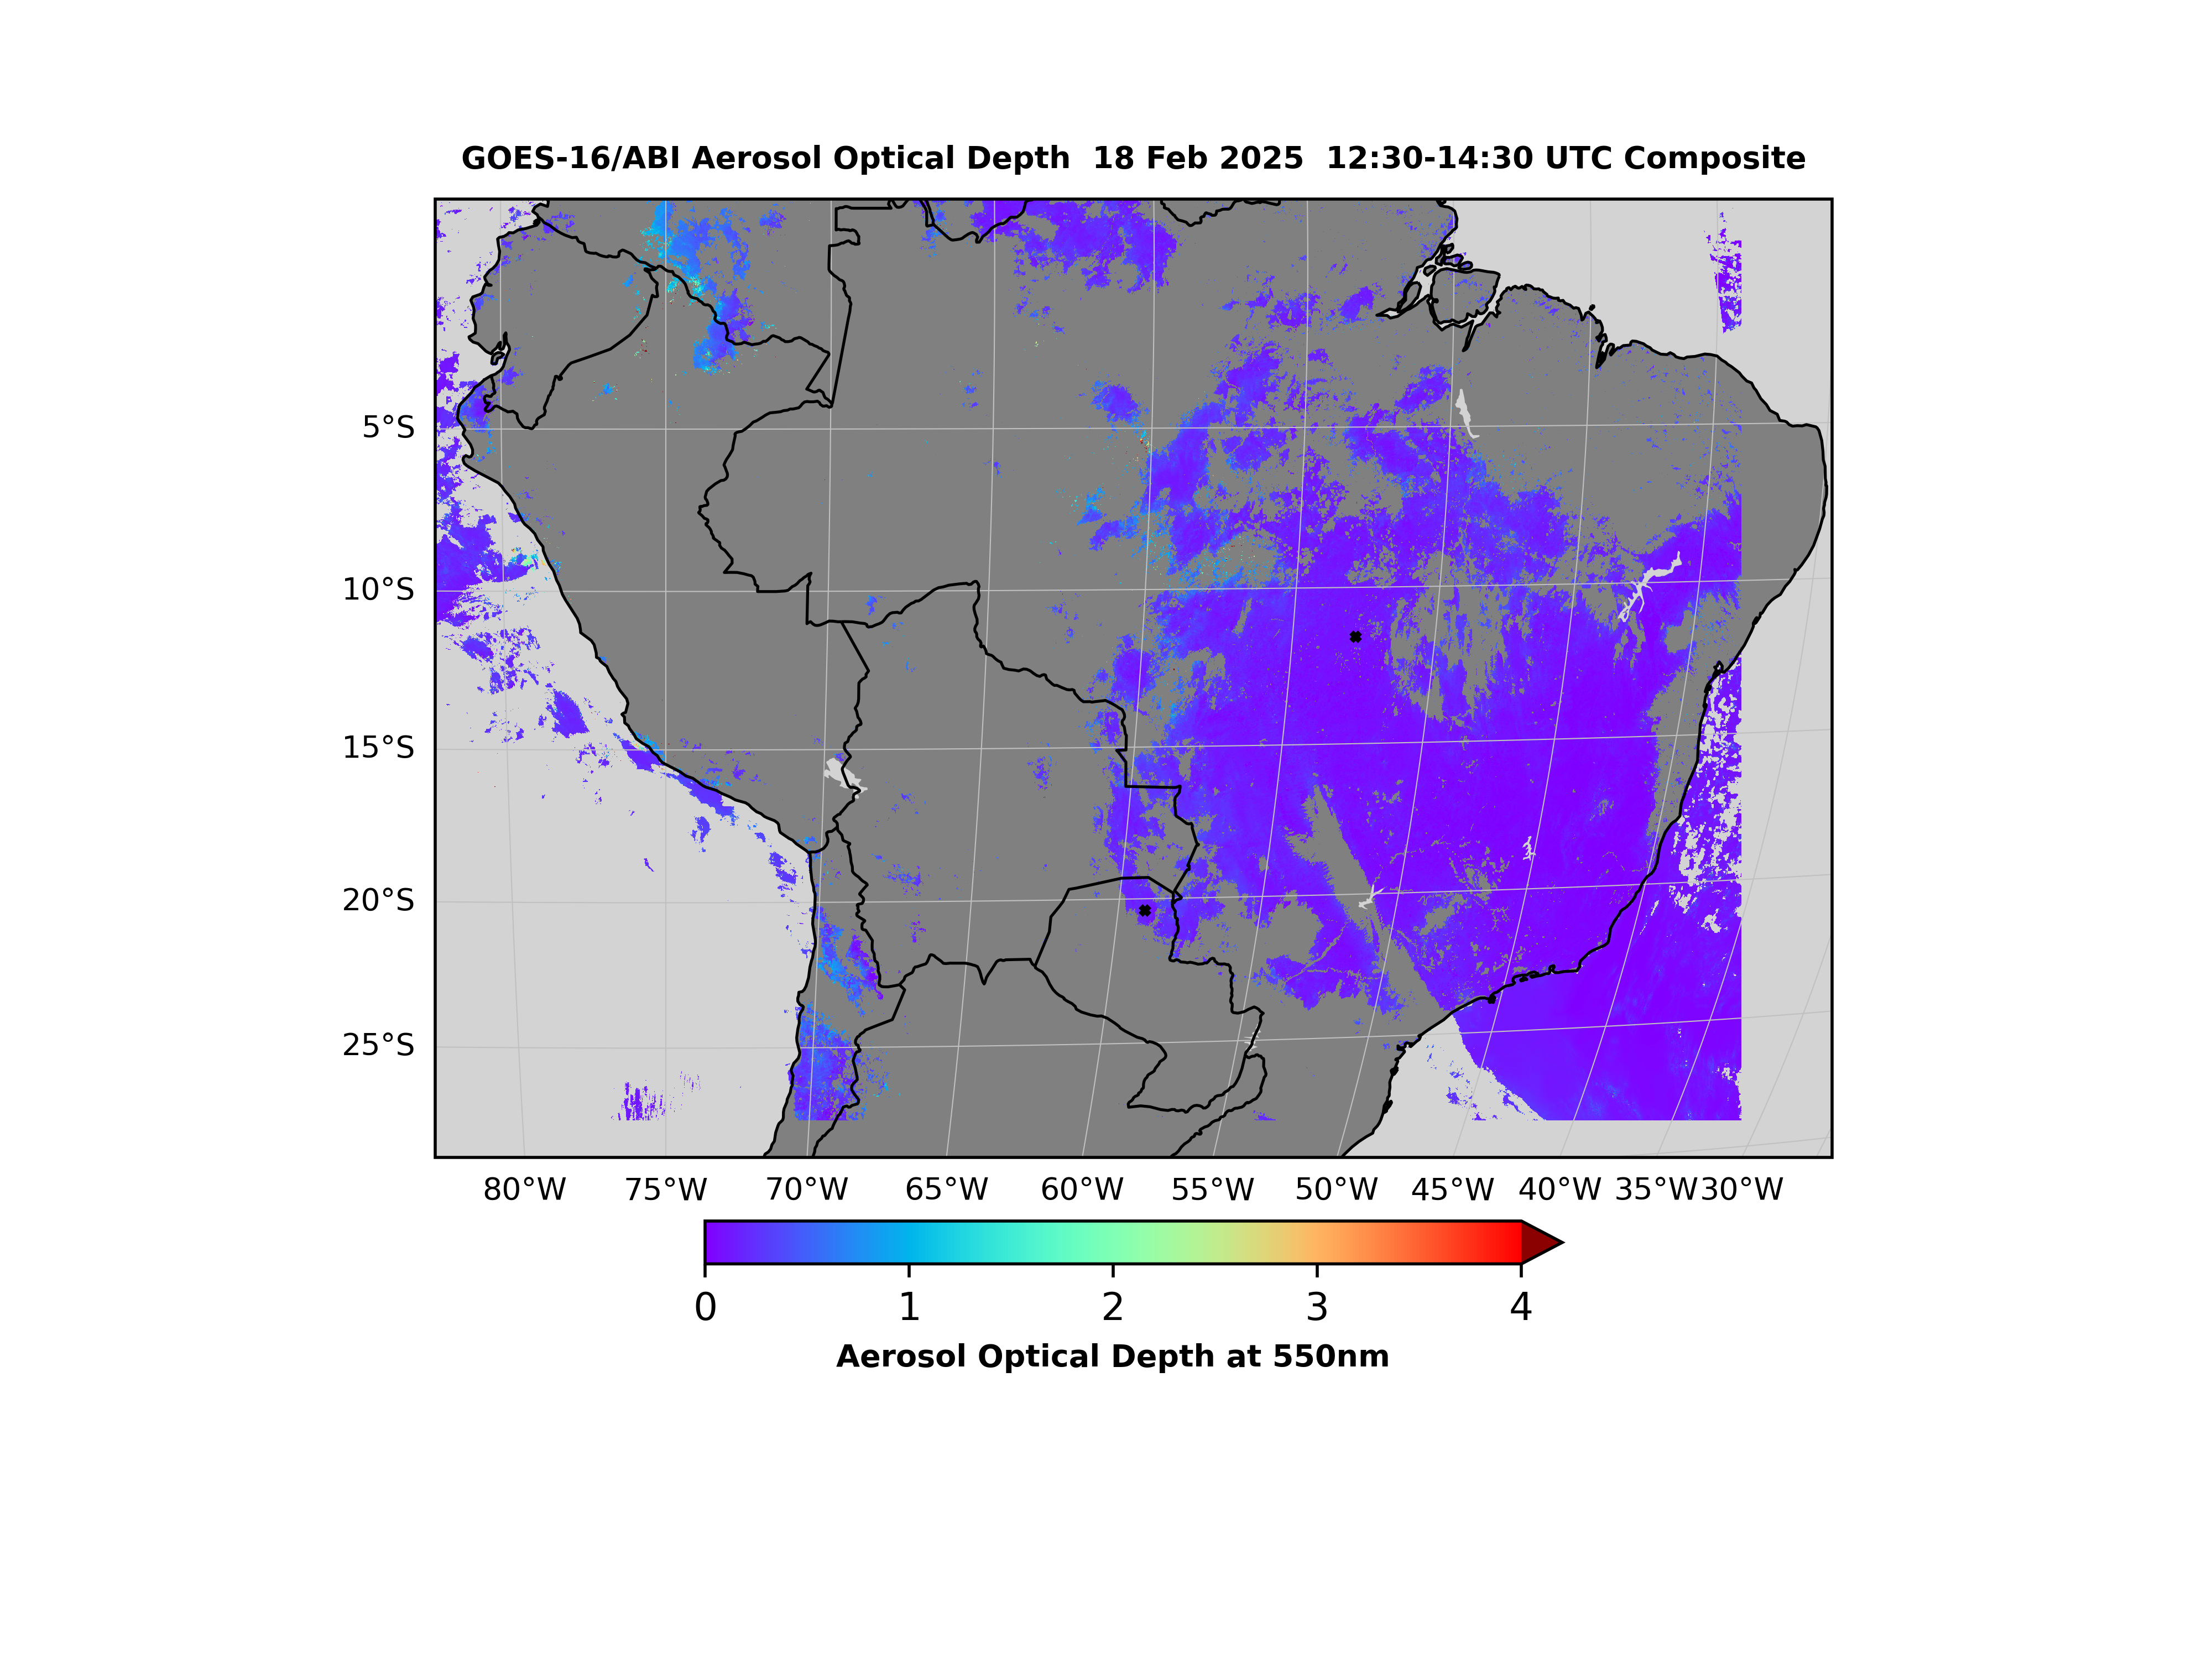 GOES-16/ABI Aerosol Optical Depth  18 Feb 2025  12:30-14:30 UTC Composite
5°S
10°S
15°S
20°S
25°S
80°W 75°W 70°W 65°W 60°W 55°W 50°W 45°W 40°W 35°W 30°W
0 1 2 3 4
Aerosol Optical Depth at 550nm